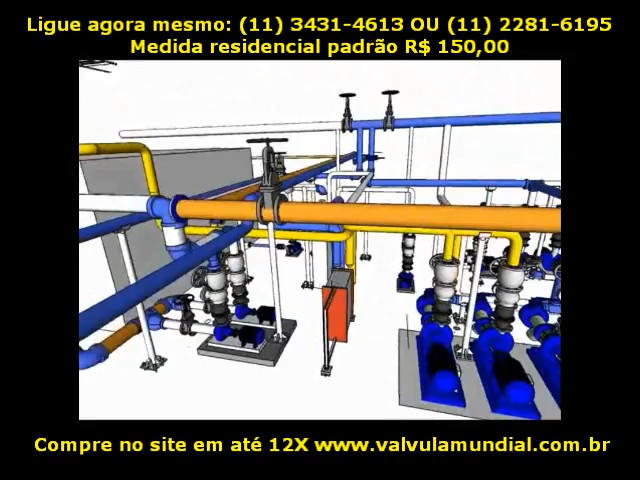 Ligue agora mesmo: (11) 3431-4613 OU (11) 2281-6195
Medida residencial padrão R$ 150,00
Compre no site em até 12X www.valvulamundial.com.br